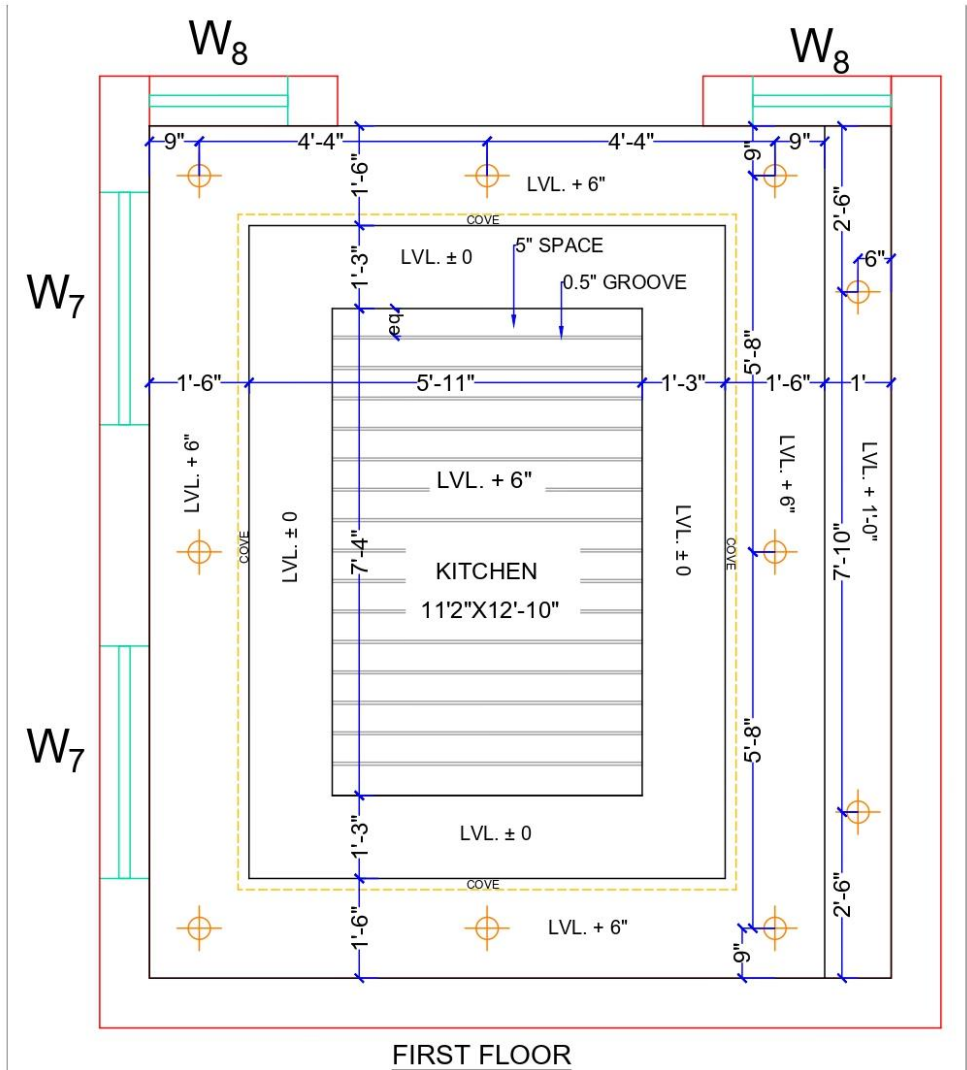 W8
W8
9"
4'-4"
4'-4"
9"
9"
1'-6"
LVL. + 6"
2'-6"
COVE
LVL. ± 0
5" SPACE
6"
1'-3"
0.5" GROOVE
W7
eq.
5'-8"
1'-6"
5'-11"
1'-3"
1'-6"
1'
LVL. + 6"
LVL. + 6"
LVL. + 6"
LVL. + 1'-0"
LVL. ± 0
LVL. ± 0
COVE
COVE
7'-4"
7'-10"
KITCHEN
11'2"X12'-10"
W7
5'-8"
1'-3"
LVL. ± 0
COVE
2'-6"
1'-6"
LVL. + 6"
9"
FIRST FLOOR